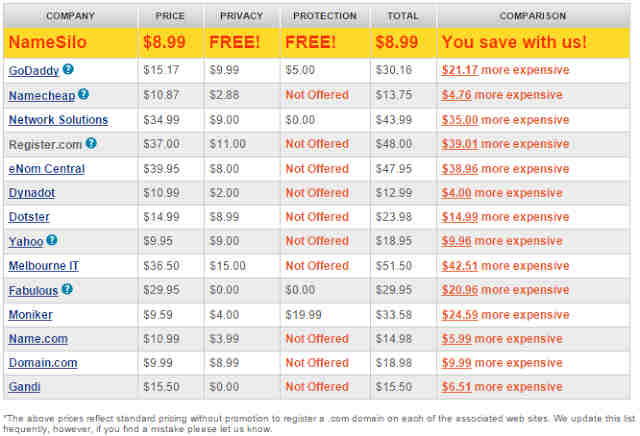 COMPANY PRICE PRIVACY PROTECTION TOTAL COMPARISON
NameSilo $8.99 FREE! FREE! $8.99 You save with us!
GoDaddy ? $15.17 $9.99 $5.00 $30.16 $21.17 more expensive
Namecheap ? $10.87 $2.88 Not Offered $13.75 $4.76 more expensive
Network Solutions $34.99 $9.00 $0.00 $43.99 $35.00 more expensive
Register.com ? $37.00 $11.00 Not Offered $48.00 $39.01 more expensive
eNom Central $39.95 $8.00 Not Offered $47.95 $38.96 more expensive
Dynadot $10.99 $2.00 Not Offered $12.99 $4.00 more expensive
Dotster $14.99 $8.99 Not Offered $23.98 $14.99 more expensive
Yahoo ? $9.95 $9.00 Not Offered $18.95 $9.96 more expensive
Melbourne IT $36.50 $15.00 Not Offered $51.50 $42.51 more expensive
Fabulous ? $29.95 $0.00 $0.00 $29.95 $20.96 more expensive
Moniker $9.59 $4.00 $19.99 $33.58 $24.59 more expensive
Name.com $10.99 $3.99 Not Offered $14.98 $5.99 more expensive
Domain.com $9.99 $8.99 Not Offered $18.98 $9.99 more expensive
Gandi $15.50 $0.00 Not Offered $15.50 $6.51 more expensive
*The above prices reflect standard pricing without promotion to register a .com domain on each of the associated web sites. We update this list
frequently, however, if you find a mistake please let us know.